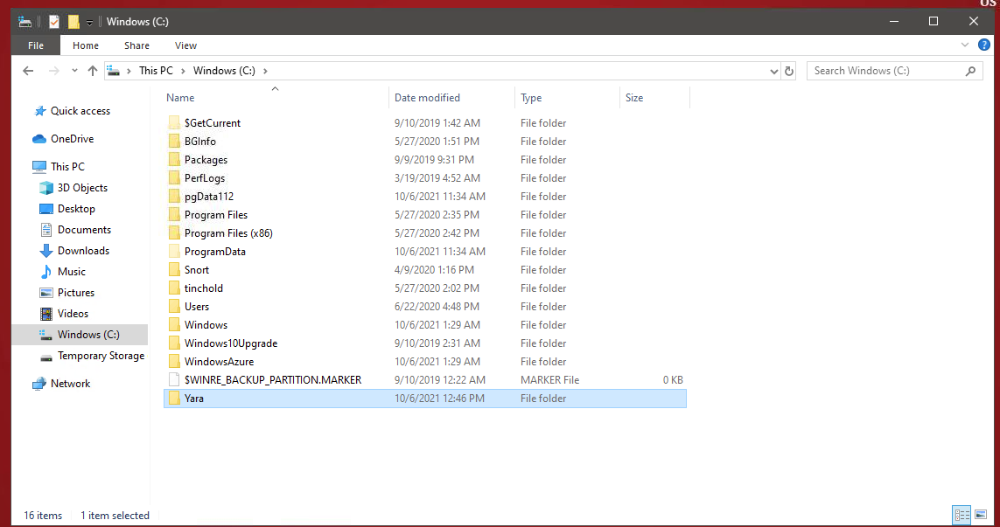 OS
Windows (C:)
File Home Share View
This PC Windows (C:) Search Windows (C:)
Name Date modified Type Size
Quick access
OneDrive
This PC
3D Objects
Desktop
Documents
Downloads
Music
Pictures
Videos
Windows (C:)
Temporary Storage
Network
$GetCurrent 9/10/2019 1:42 AM File folder
BGInfo 5/27/2020 1:51 PM File folder
Packages 9/9/2019 9:31 PM File folder
PerfLogs 3/19/2019 4:52 AM File folder
pgData112 10/6/2021 11:34 AM File folder
Program Files 5/27/2020 2:35 PM File folder
Program Files (x86) 5/27/2020 2:42 PM File folder
ProgramData 10/6/2021 11:34 AM File folder
Snort 4/9/2020 1:16 PM File folder
tinchold 5/27/2020 2:02 PM File folder
Users 6/22/2020 4:48 PM File folder
Windows 10/6/2021 1:29 AM File folder
Windows10Upgrade 9/10/2019 2:31 AM File folder
WindowsAzure 10/6/2021 1:29 AM File folder
$WINRE_BACKUP_PARTITION.MARKER 9/10/2019 12:22 AM MARKER File 0 KB
Yara 10/6/2021 12:46 PM File folder
16 items 1 item selected